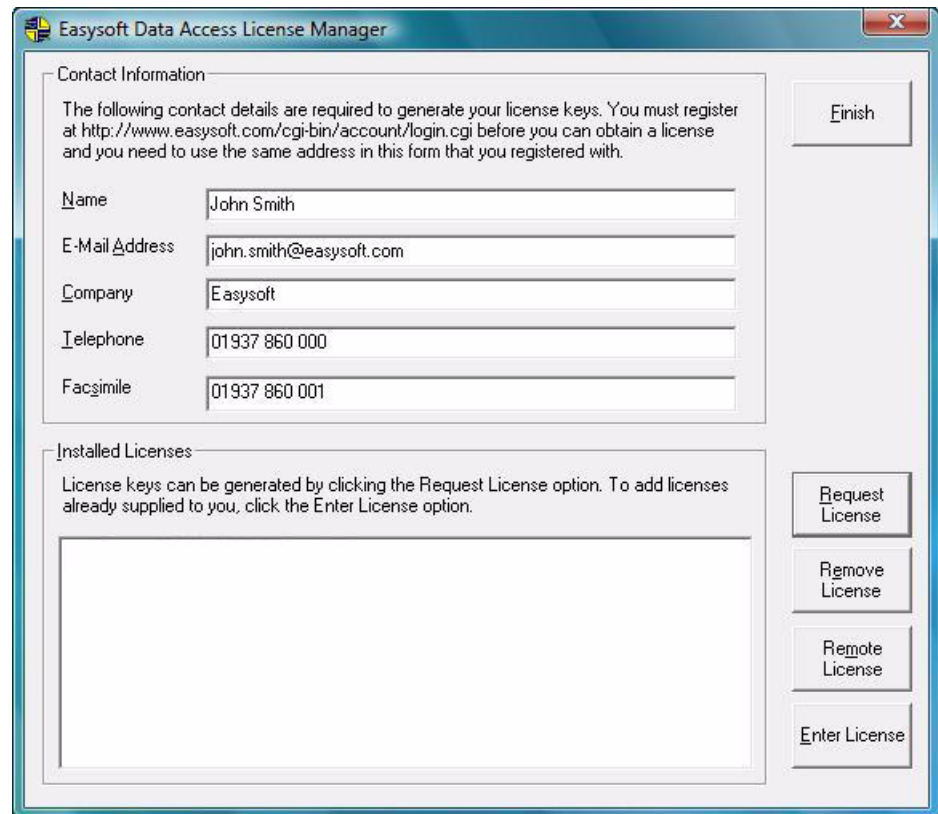 Easysoft Data Access License Manager
Contact Information
The following contact details are required to generate your license keys. You must register
at http://www.easysoft.com/cgi-bin/account/login.cgi before you can obtain a license
and you need to use the same address in this form that you registered with.
Name
John Smith
E-Mail Address
john.smith@easysoft.com
Company
Easysoft
Telephone
01937 860 000
Facsimile
01937 860 001
Finish
Installed Licenses
License keys can be generated by clicking the Request License option. To add licenses
already supplied to you, click the Enter License option.
Request
License
Remove
License
Remote
License
Enter License